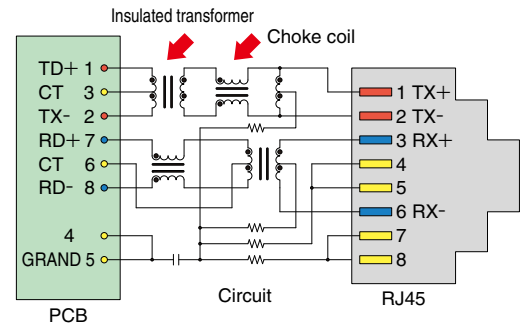 Insulated transformer
Choke coil
TD+ 1
CT 3
TX- 2
RD+ 7
CT 6
RD- 8
4
GRAND 5
PCB
Circuit
1 TX+
2 TX-
3 RX+
4
5
6 RX-
7
8
RJ45